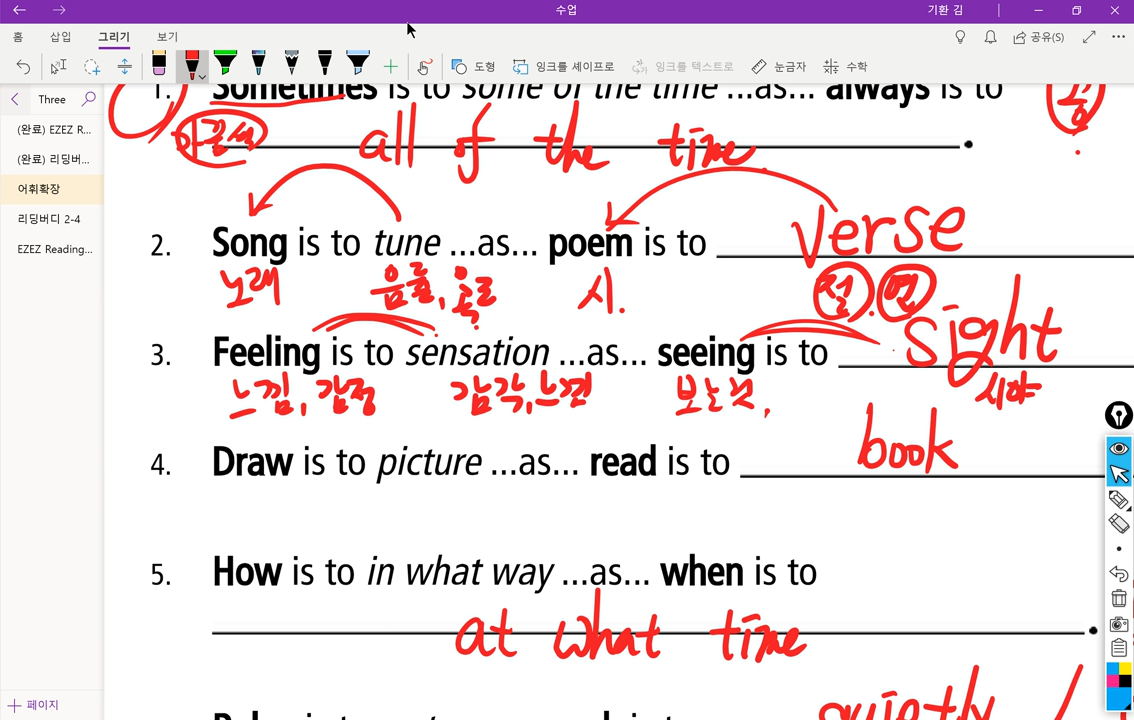 수업
기환 김
홈 삽입 그리기 보기
공유(S)
도형 잉크를 셰이프로 잉크를 텍스트로 눈금자 수학
Three
(완료) EZEZ R...
(완료) 리딩버...
어휘확장
리딩버디 2-4
EZEZ Reading...
페이지
1. Sometimes is to some of the time ...as... always is to
all of the time.
2. Song is to tune ...as... poem is to verse
노래 음률, 곡조 시. 절. 연
3. Feeling is to sensation ...as... seeing is to sight
느낌, 감정 감각, 느낌 보는 것, 시야
4. Draw is to picture ...as... read is to book
5. How is to in what way ...as... when is to
at what time
quietly